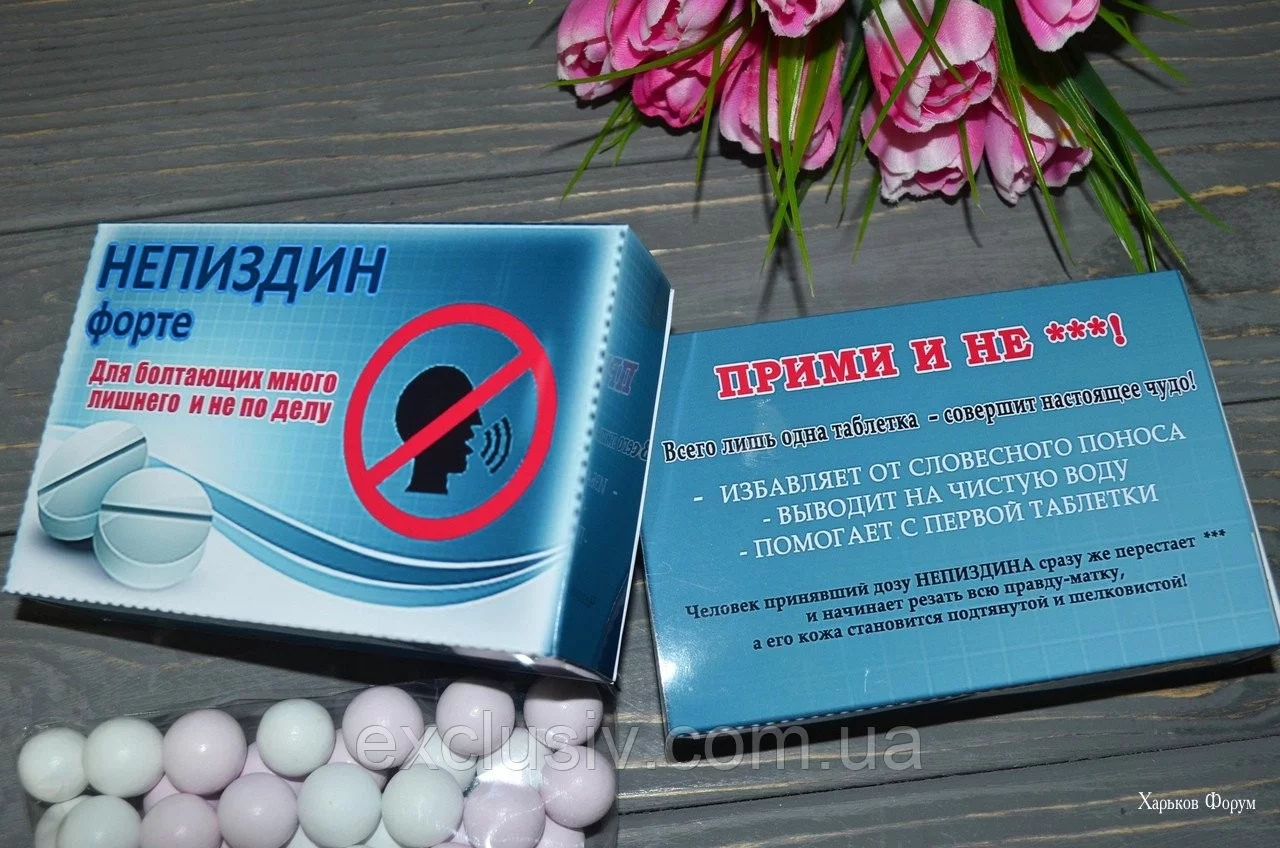 НЕПИЗДИН
форте
Для болтающих много
лишнего и не по делу
ПРИМИ И НЕ ***!
Всего лишь одна таблетка - совершит настоящее чудо!
- ИЗБАВЛЯЕТ ОТ СЛОВЕСНОГО ПОНОСА
- ВЫВОДИТ НА ЧИСТУЮ ВОДУ
- ПОМОГАЕТ С ПЕРВОЙ ТАБЛЕТКИ
Человек принявший дозу НЕПИЗДИНА сразу же перестает ***
и начинает резать всю правду-матку,
а его кожа становится подтянутой и шелковистой!
exclusiv.com.ua
Харьков Форум